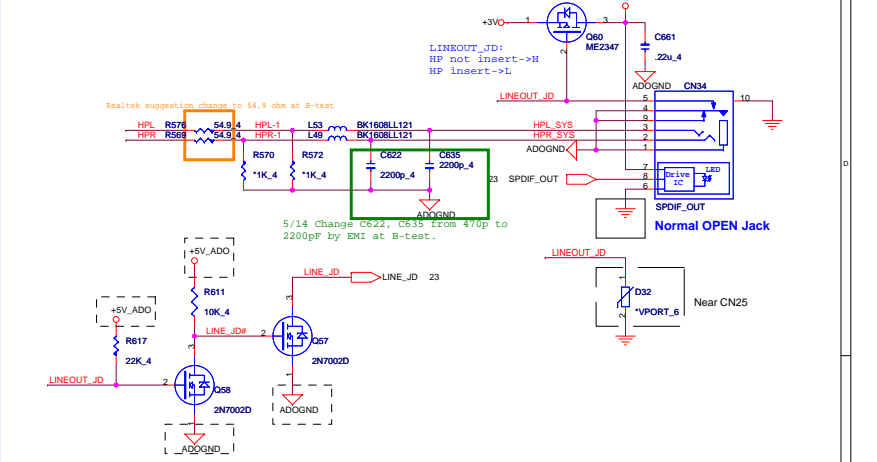 +3V
1
3
Q60
ME2347
2
C661
.22u_4
ADOGND
LINEOUT_JD:
HP not insert->H
HP insert->L
LINEOUT_JD
CN34
5
4
9
3
2
1
10
Realtek suggestion change to 54.9 ohm at B-test
HPL
R576
54.9_4
HPL-1
L53
BK1608LL121
HPL_SYS
HPR
R569
54.9_4
HPR-1
L49
BK1608LL121
HPR_SYS
ADOGND
R570
*1K_4
R572
*1K_4
C622
2200p_4
C635
2200p_4
ADOGND
23
SPDIF_OUT
7
8
6
Drive
IC
LED
SPDIF_OUT
Normal OPEN Jack
D
5/14 Change C622, C635 from 470p to
2200pF by EMI at B-test.
+5V_ADO
R611
10K_4
LINE_JD
LINE_JD
23
3
LINE_JD#
2
Q57
2N7002D
1
ADOGND
+5V_ADO
R617
22K_4
LINEOUT_JD
2
3
Q58
2N7002D
1
ADOGND
LINEOUT_JD
1
D32
*VPORT_6
2
Near CN25